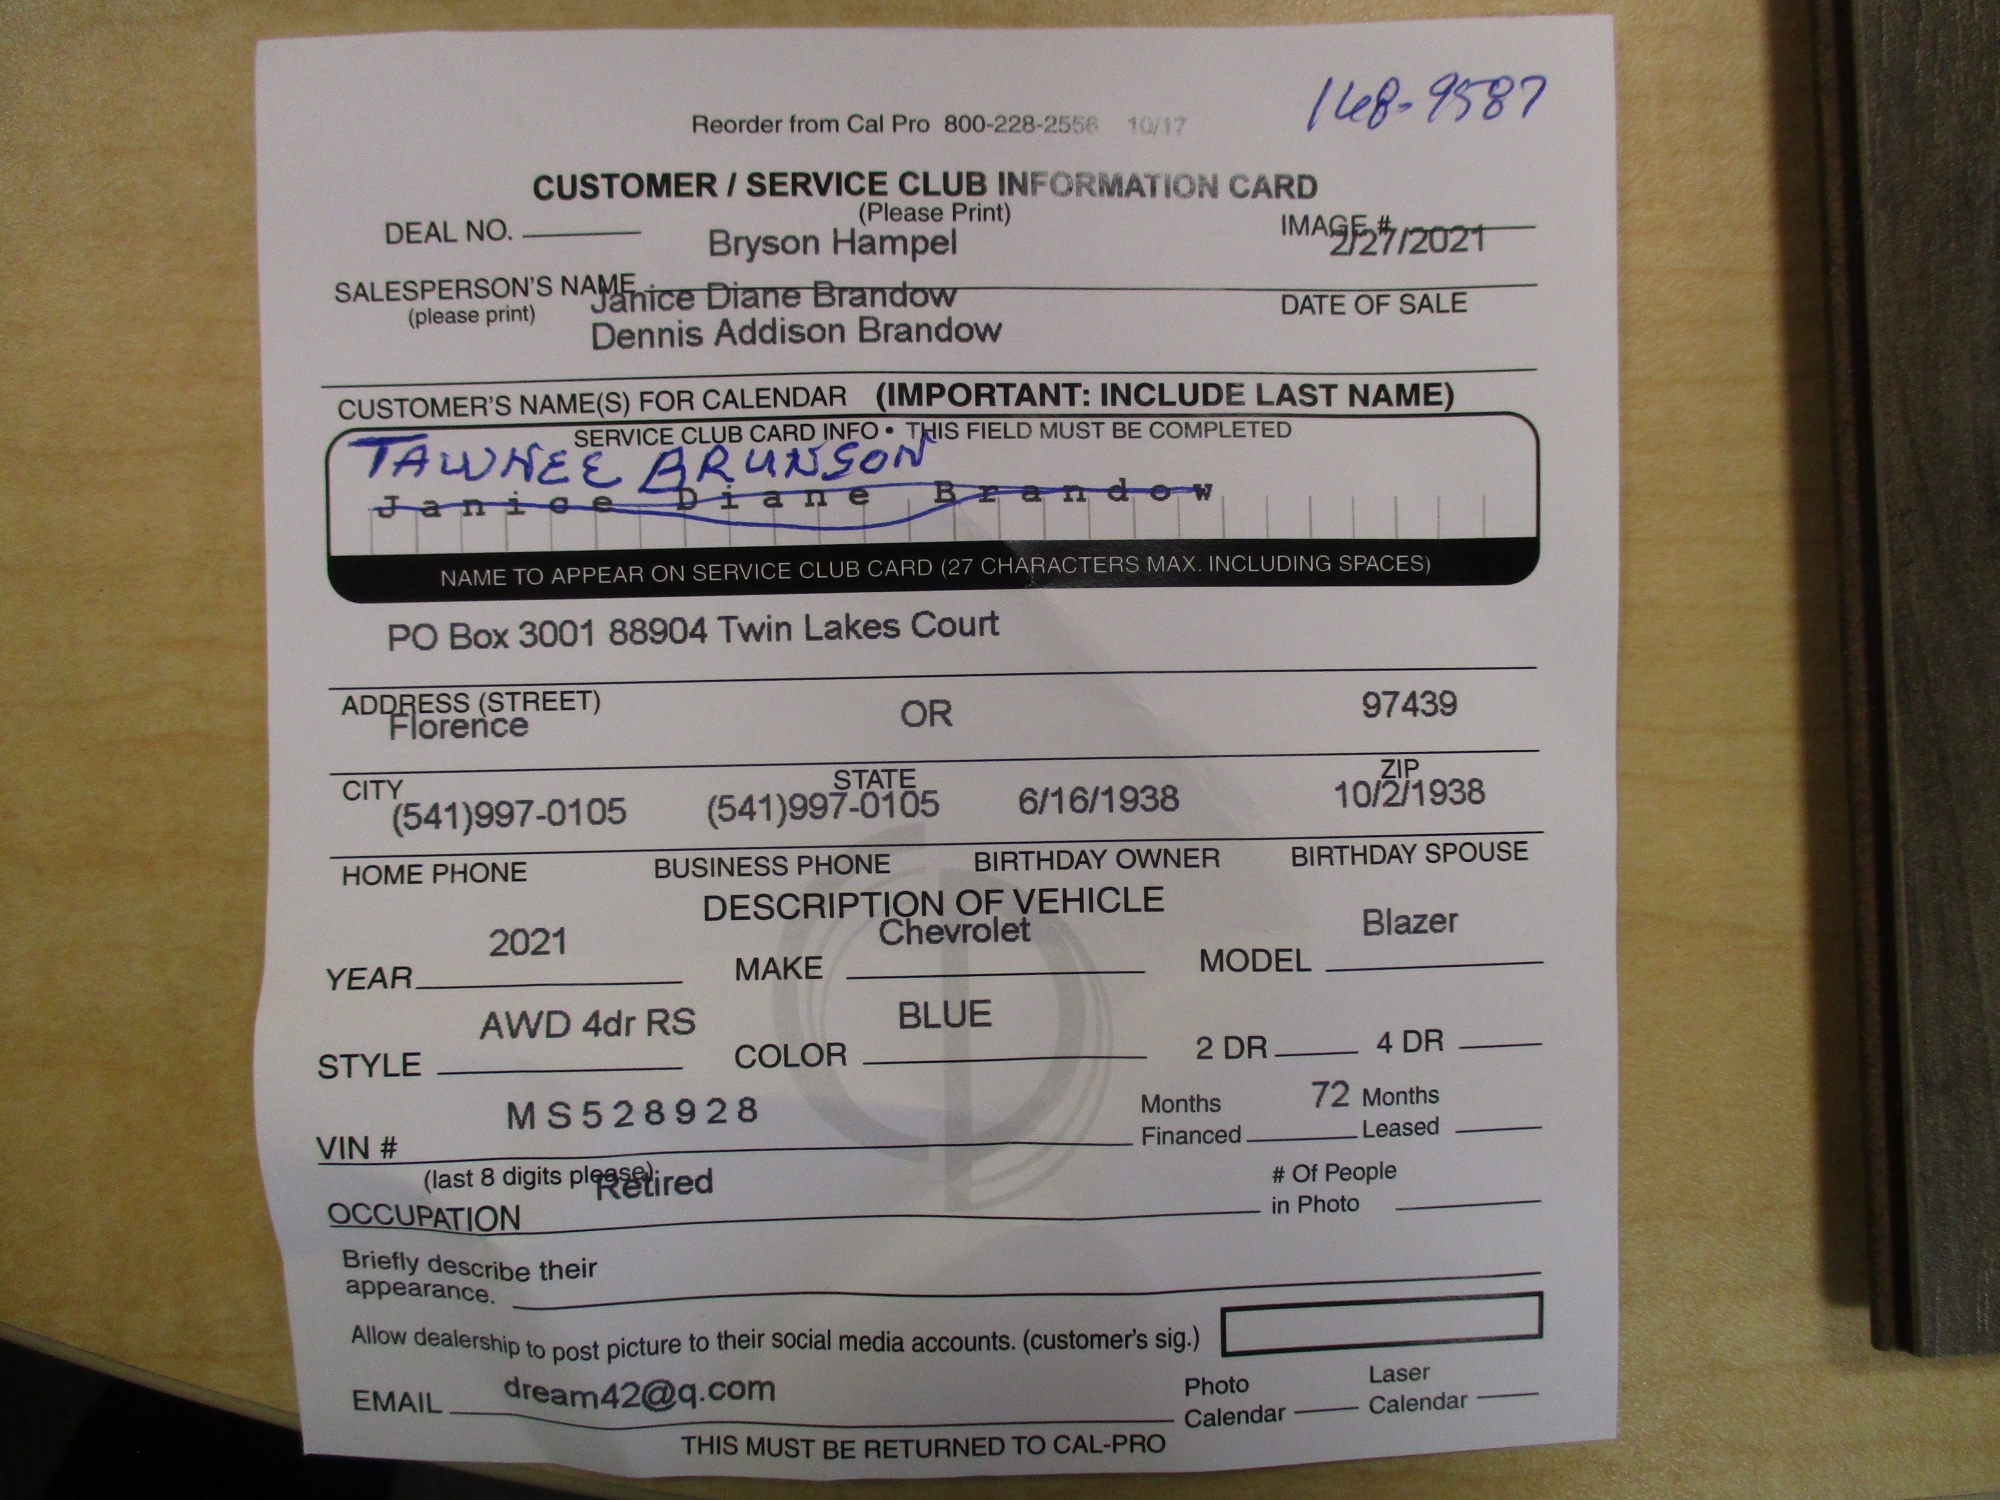 168-9587
Reorder from Cal Pro 800-228-2556 10/17
CUSTOMER / SERVICE CLUB INFORMATION CARD
(Please Print)
DEAL NO. Bryson Hampel IMAGE # 2/27/2021
SALESPERSON'S NAME Janice Diane Brandow DATE OF SALE
(please print) Dennis Addison Brandow
CUSTOMER'S NAME(S) FOR CALENDAR (IMPORTANT: INCLUDE LAST NAME)
SERVICE CLUB CARD INFO • THIS FIELD MUST BE COMPLETED
TAWNEE BRUNSON
Janice Diane Brandow
NAME TO APPEAR ON SERVICE CLUB CARD (27 CHARACTERS MAX. INCLUDING SPACES)
PO Box 3001 88904 Twin Lakes Court
ADDRESS (STREET)
Florence OR 97439
CITY STATE ZIP
(541)997-0105 (541)997-0105 6/16/1938 10/2/1938
HOME PHONE BUSINESS PHONE BIRTHDAY OWNER BIRTHDAY SPOUSE
DESCRIPTION OF VEHICLE
2021 Chevrolet Blazer
YEAR MAKE MODEL
AWD 4dr RS BLUE
STYLE COLOR 2 DR 4 DR
MS528928 Months 72 Months
VIN # Financed Leased
(last 8 digits please) Retired # Of People
OCCUPATION in Photo
Briefly describe their
appearance.
Allow dealership to post picture to their social media accounts. (customer's sig.)
EMAIL dream42@q.com Photo Laser
Calendar Calendar
THIS MUST BE RETURNED TO CAL-PRO